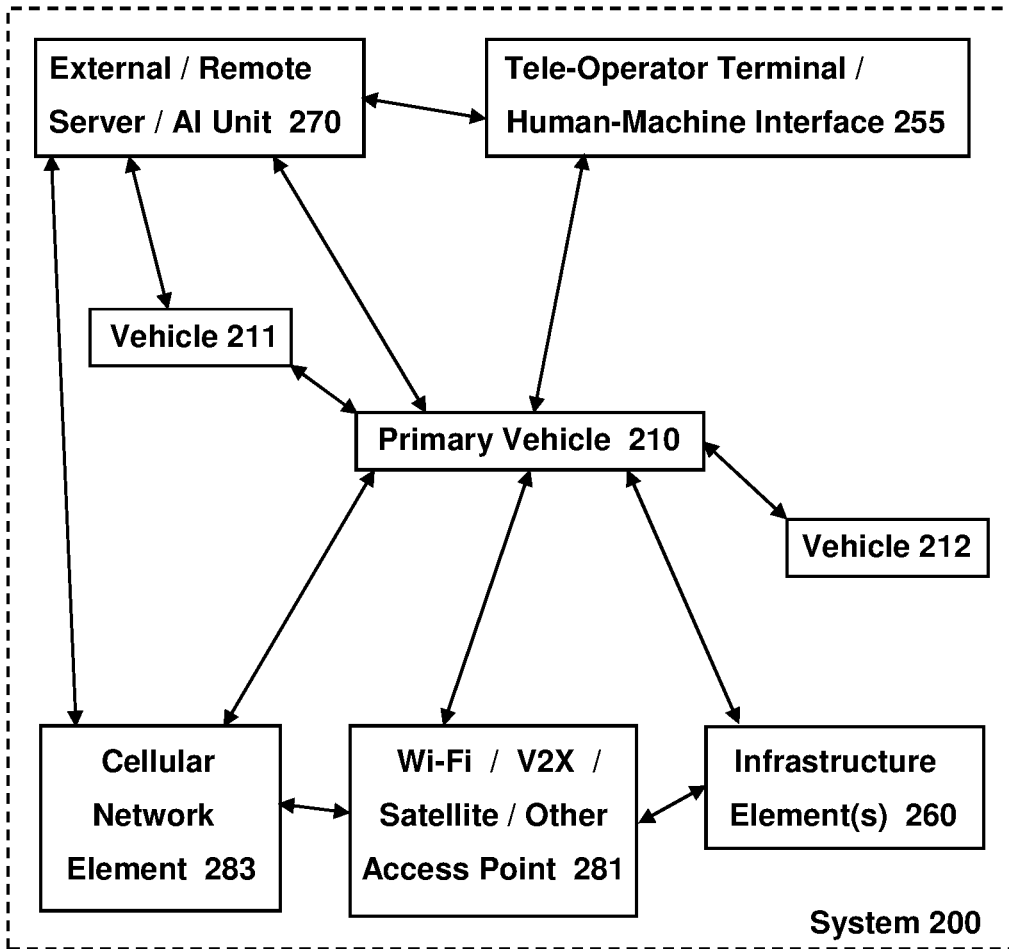 External / Remote
Server / AI Unit 270
Tele-Operator Terminal /
Human-Machine Interface 255
Vehicle 211
Primary Vehicle 210
Vehicle 212
Cellular
Network
Element 283
Wi-Fi / V2X /
Satellite / Other
Access Point 281
Infrastructure
Element(s) 260
System 200